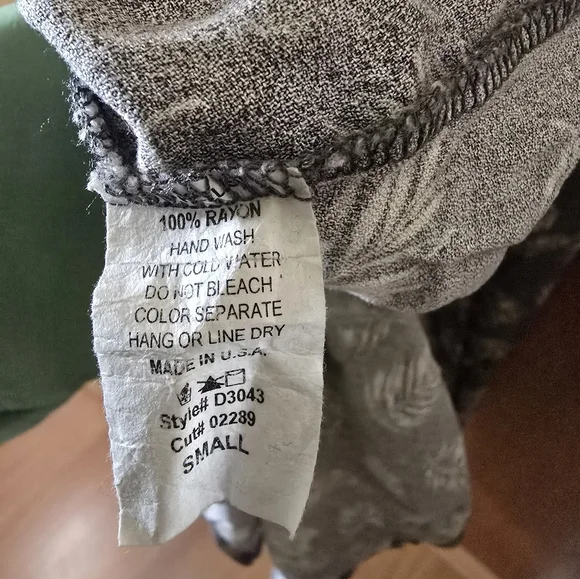 100% RAYON
HAND WASH
WITH COLD WATER
DO NOT BLEACH
COLOR SEPARATE
HANG OR LINE DRY
MADE IN U.S.A.
Style# D3043
Cut# 02289
SMALL